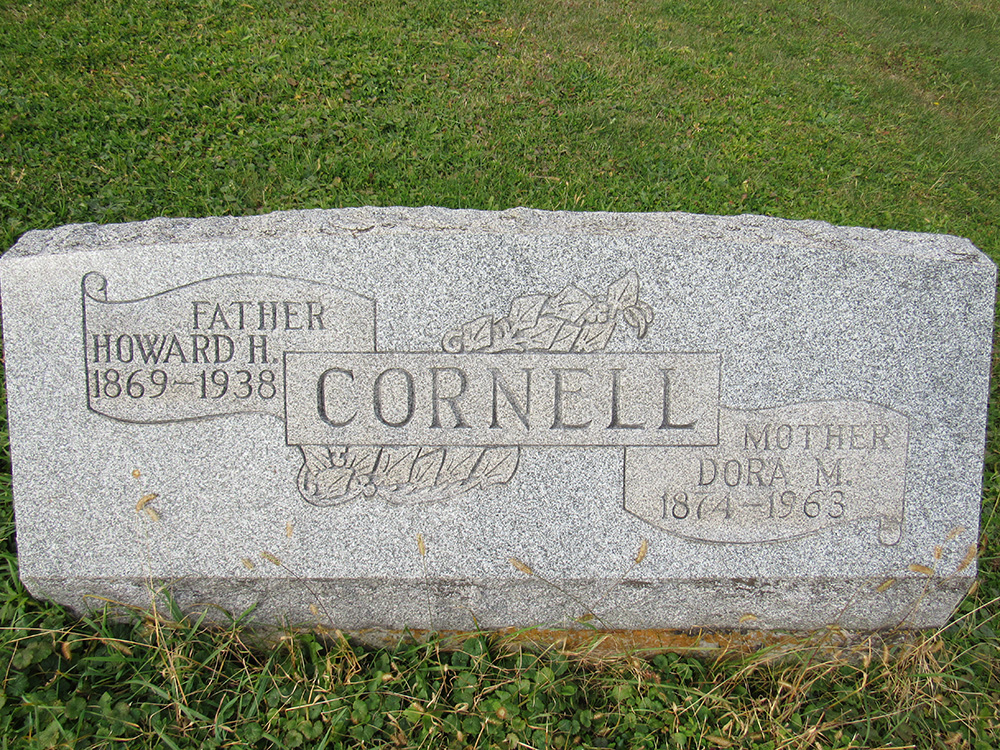 FATHER
HOWARD H.
1869-1938
CORNELL
MOTHER
DORA M.
1874-1963